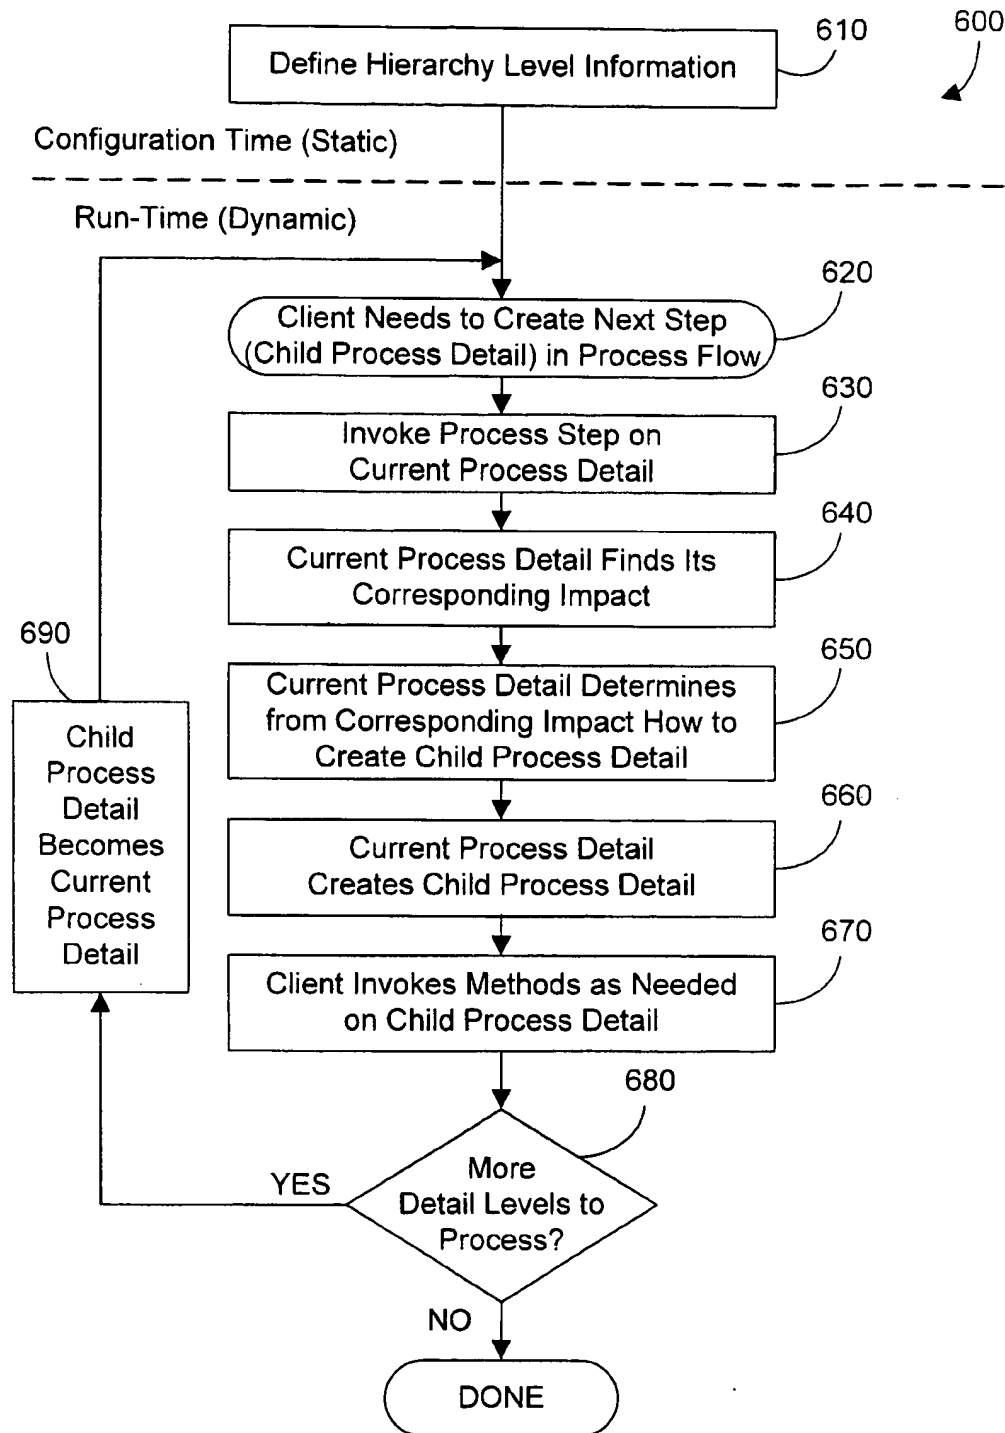 600
610
Define Hierarchy Level Information
Configuration Time (Static)
Run-Time (Dynamic)
620
Client Needs to Create Next Step
(Child Process Detail) in Process Flow
630
Invoke Process Step on
Current Process Detail
640
Current Process Detail Finds Its
Corresponding Impact
650
Current Process Detail Determines
from Corresponding Impact How to
Create Child Process Detail
660
Current Process Detail
Creates Child Process Detail
670
Client Invokes Methods as Needed
on Child Process Detail
680
More
Detail Levels to
Process?
YES
690
Child
Process
Detail
Becomes
Current
Process
Detail
NO
DONE